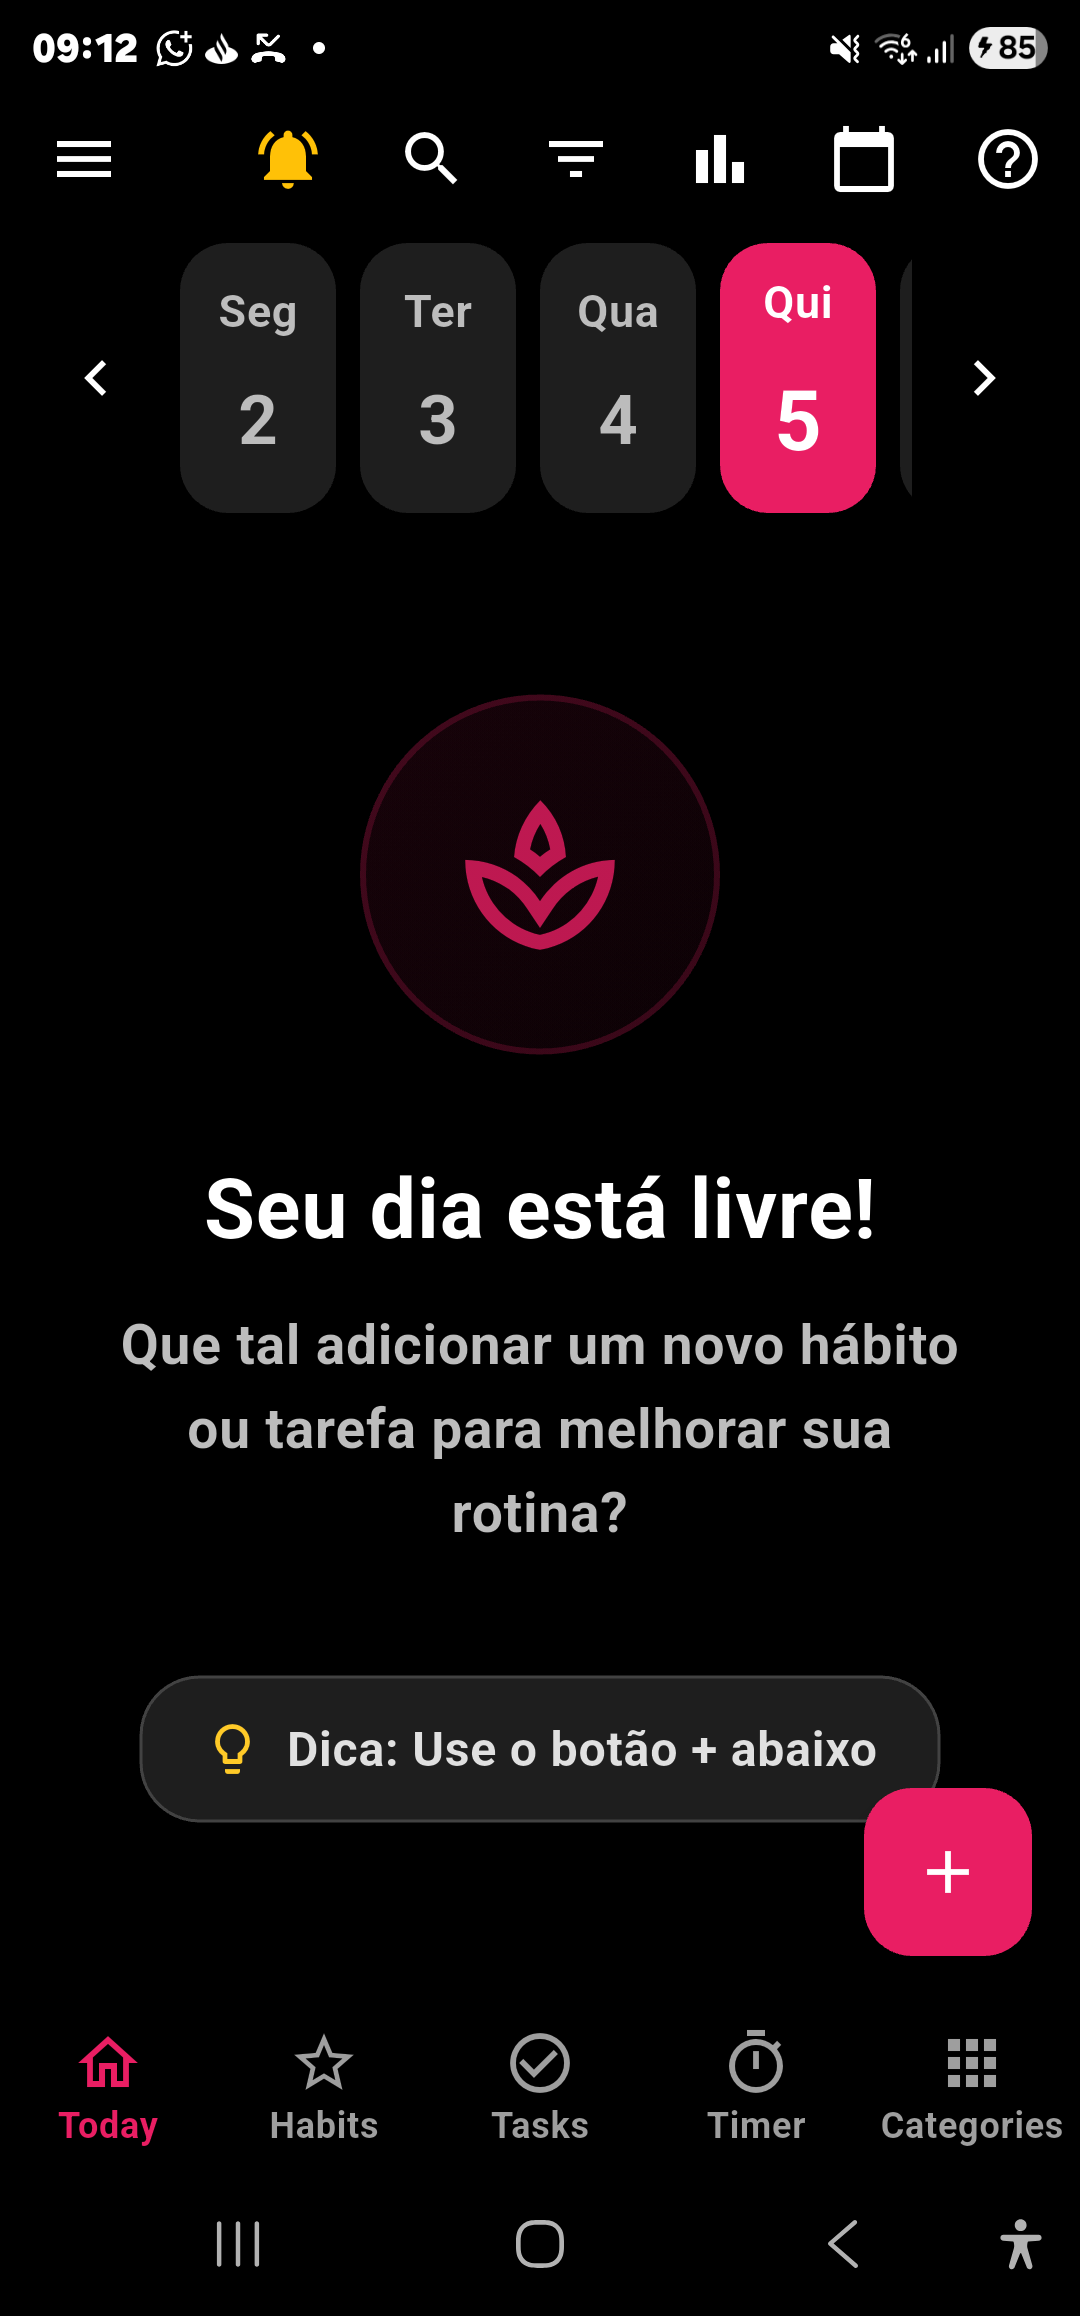 09:12
6
85
Seg
Ter
Qua
Qui
2
3
4
5
Seu dia está livre!
Que tal adicionar um novo hábito
ou tarefa para melhorar sua
rotina?
Dica: Use o botão + abaixo
Today
Habits
Tasks
Timer
Categories